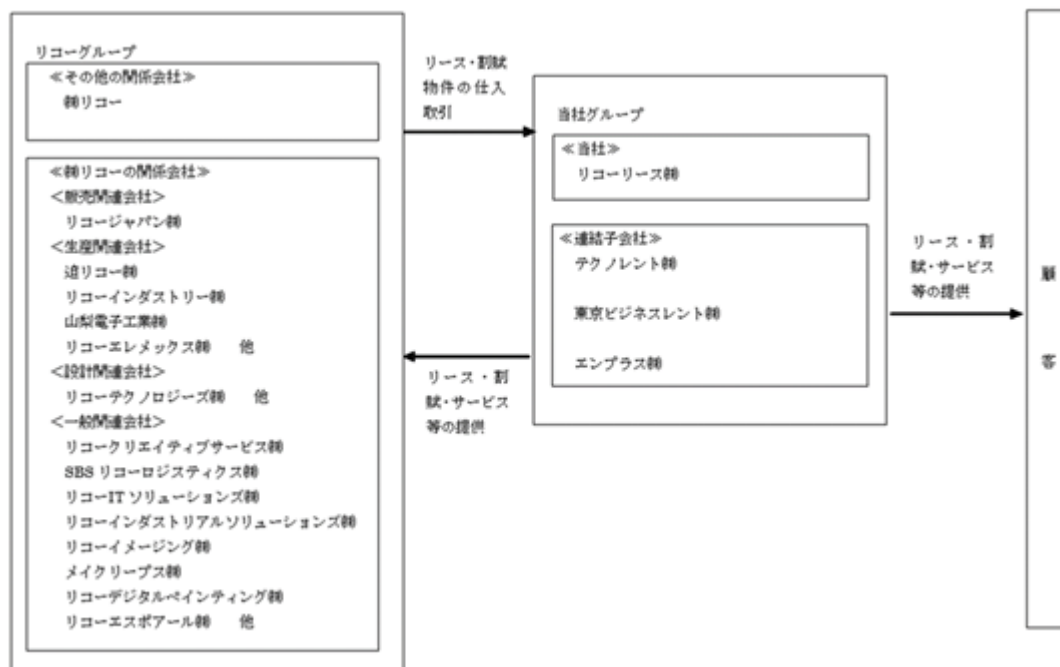 リコーグループ
≪その他の関係会社≫
㈱リコー
≪㈱リコーの関係会社≫
<販売関連会社>
リコージャパン㈱
<生産関連会社>
迫リコー㈱
リコーインダストリー㈱
山梨電子工業㈱
リコーエレメックス㈱　他
<設計関連会社>
リコーテクノロジーズ㈱　他
<一般関連会社>
リコークリエイティブサービス㈱
SBSリコーロジスティクス㈱
リコーITソリューションズ㈱
リコーインダストリアルソリューションズ㈱
リコーイメージング㈱
メイクリープス㈱
リコーデジタルペインティング㈱
リコーエスポアール㈱　他
リース・割賦
物件の仕入
取引
リース・割
賦・サービス
等の提供
当社グループ
≪当社≫
リコーリース㈱
≪連結子会社≫
テクノレント㈱
東京ビジネスレント㈱
エンプラス㈱
リース・割
賦・サービス
等の提供
顧
客